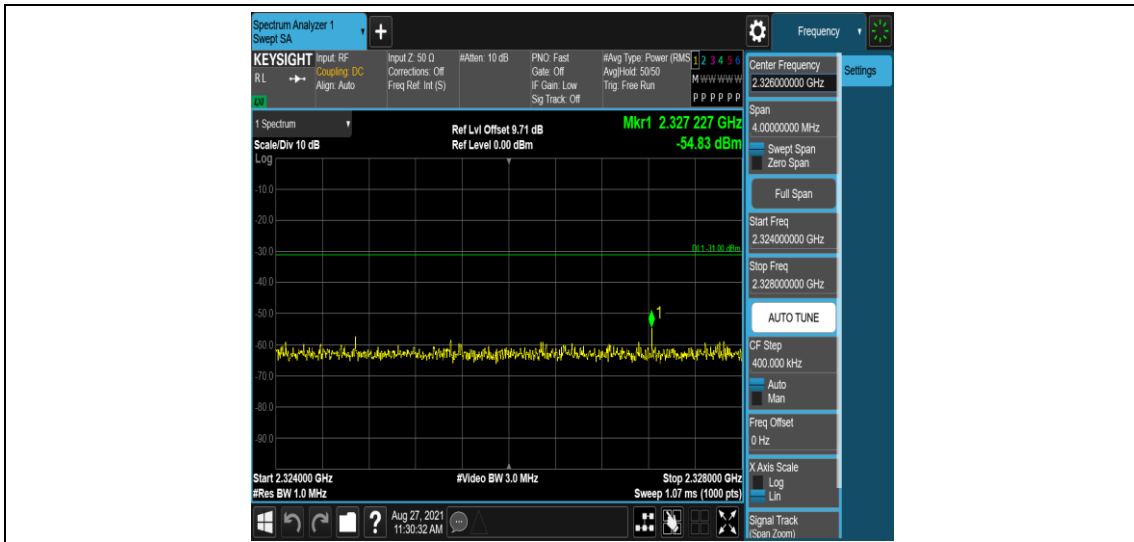 Spectrum Analyzer 1
Swept SA
+
Frequency
KEYSIGHT
RL
LM
Input: RF
Coupling: DC
Align: Auto
Input Z: 50 Ω
Corrections: Off
Freq Ref: Int (S)
#Atten: 10 dB
PNO: Fast
Gate: Off
IF Gain: Low
Sig Track: Off
#Avg Type: Power (RMS
Avg|Hold: 50/50
Trig: Free Run
1 2 3 4 5 6
M W W W W W
P P P P P P
Center Frequency
2.326000000 GHz
Settings
1 Spectrum
Ref Lvl Offset 9.71 dB
Mkr1 2.327 227 GHz
Scale/Div 10 dB
Ref Level 0.00 dBm
-54.83 dBm
Log
-10.0
-20.0
-30.0
DL1 -31.00 dBm
-40.0
-50.0
1
-60.0
-70.0
-80.0
-90.0
Start 2.324000 GHz
#Video BW 3.0 MHz
Stop 2.328000 GHz
#Res BW 1.0 MHz
Sweep 1.07 ms (1000 pts)
Span
4.00000000 MHz
Swept Span
Zero Span
Full Span
Start Freq
2.324000000 GHz
Stop Freq
2.328000000 GHz
AUTO TUNE
CF Step
400.000 kHz
Auto
Man
Freq Offset
0 Hz
X Axis Scale
Log
Lin
Signal Track
(Span Zoom)
?
Aug 27, 2021
11:30:32 AM